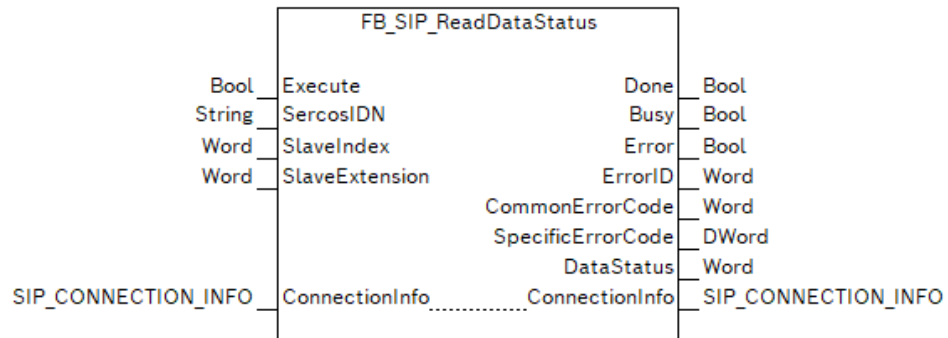 FB_SIP_ReadDataStatus
Bool Execute Done Bool
String SercosIDN Busy Bool
Word SlaveIndex Error Bool
Word SlaveExtension ErrorID Word
CommonErrorCode Word
SpecificErrorCode DWord
DataStatus Word
SIP_CONNECTION_INFO ConnectionInfo ConnectionInfo SIP_CONNECTION_INFO